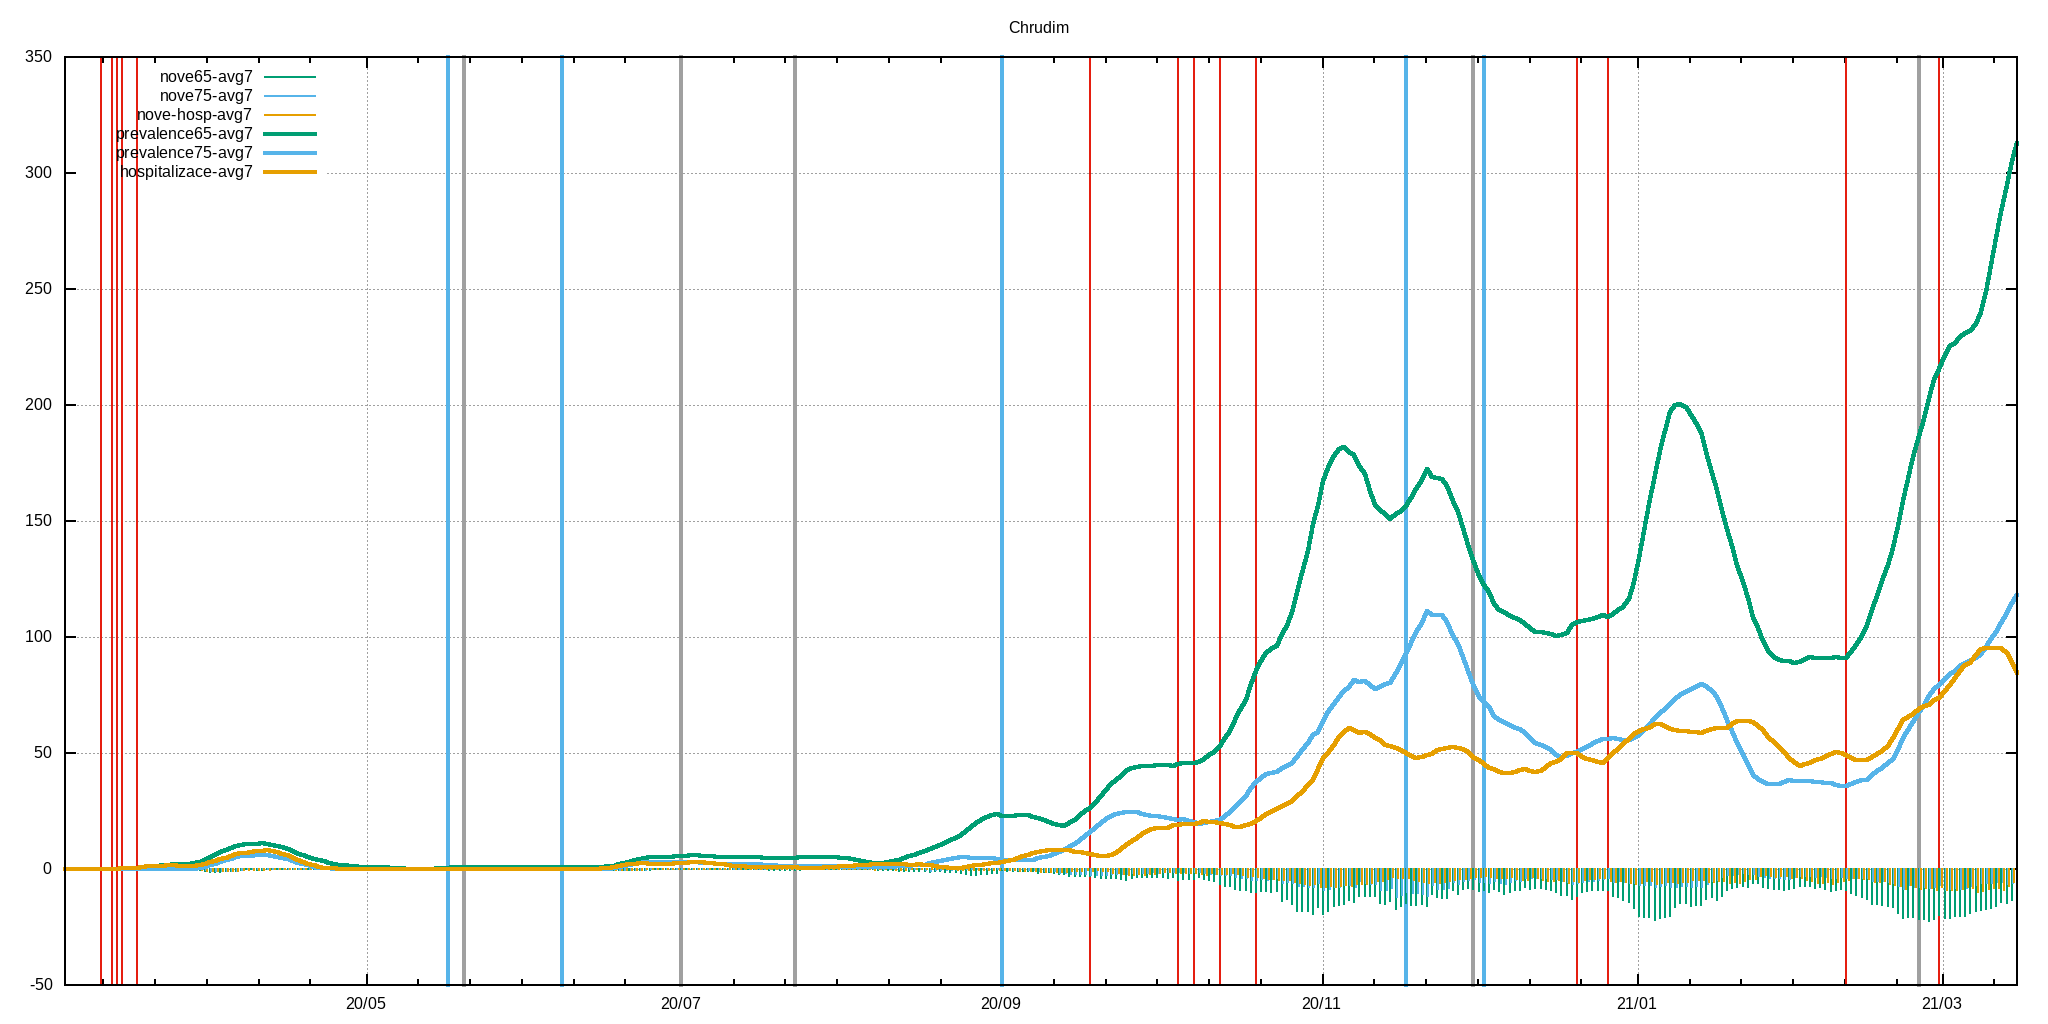 Chrudim
350
300
250
200
150
100
50
0
-50
nove65-avg7
nove75-avg7
nove-hosp-avg7
prevalence65-avg7
prevalence75-avg7
hospitalizace-avg7
20/05 20/07 20/09 20/11 21/01 21/03